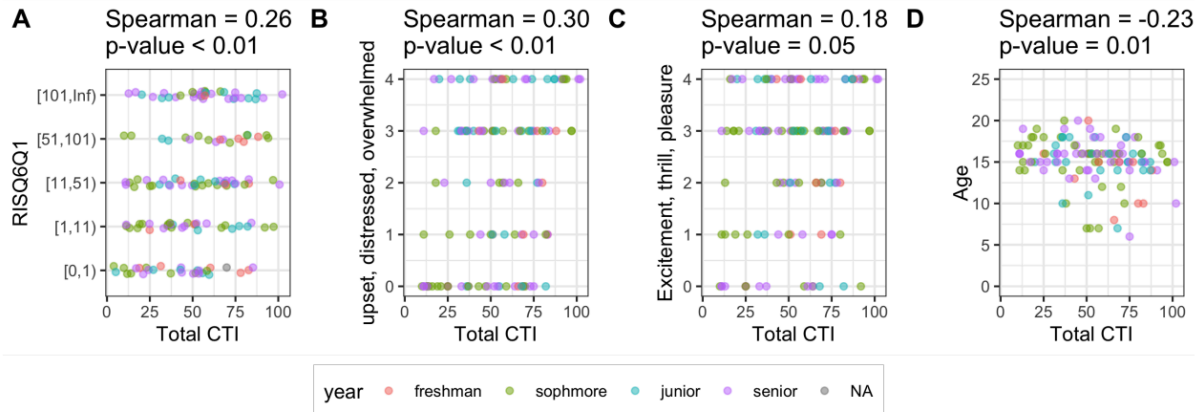 A
Spearman = 0.26
p-value < 0.01
RISQ6Q1
[101,Inf)
[51,101)
[11,51)
[1,11)
[0,1)
0
25
50
75
100
Total CTI
B
Spearman = 0.30
p-value < 0.01
upset, distressed, overwhelmed
4
3
2
1
0
0
25
50
75
100
Total CTI
C
Spearman = 0.18
p-value = 0.05
Excitement, thrill, pleasure
4
3
2
1
0
0
25
50
75
100
Total CTI
D
Spearman = -0.23
p-value = 0.01
Age
25
20
15
10
5
0
0
25
50
75
100
Total CTI
year
freshman
sophmore
junior
senior
NA